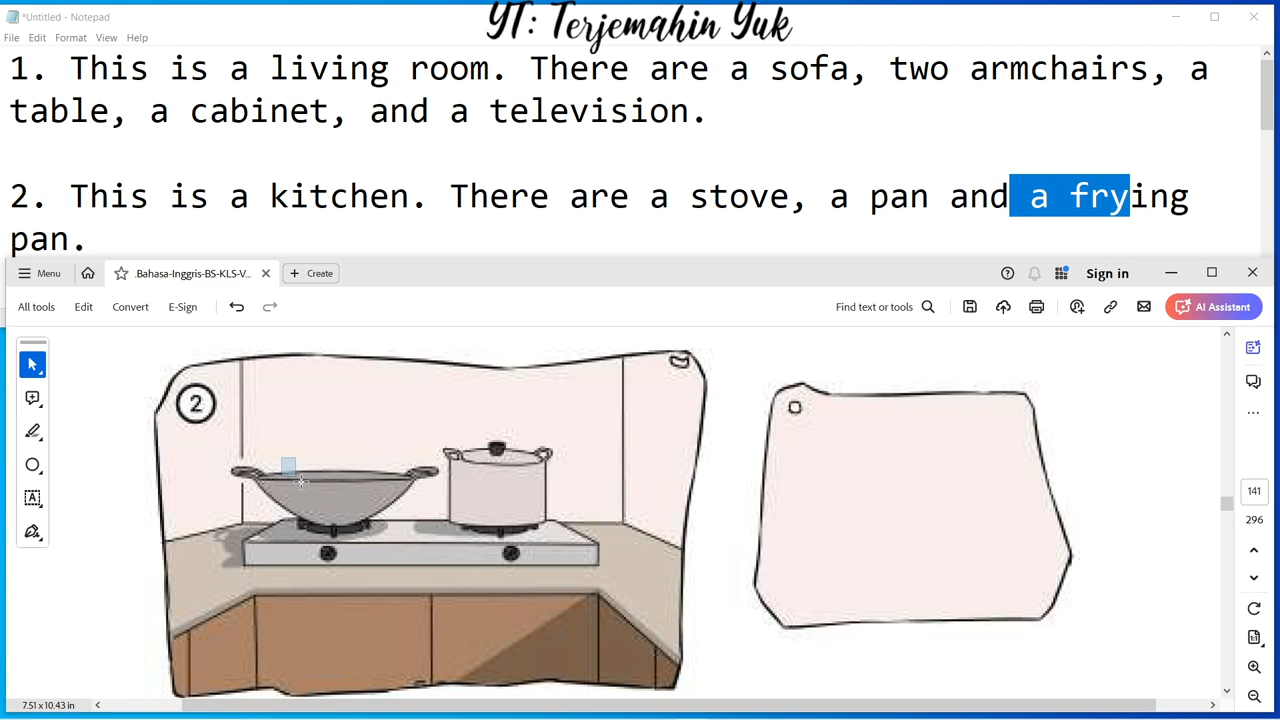 *Untitled - Notepad
YT: Terjemahin Yuk
File Edit Format View Help
1. This is a living room. There are a sofa, two armchairs, a
table, a cabinet, and a television.
2. This is a kitchen. There are a stove, a pan and a frying
pan.
Menu .Bahasa-Inggris-BS-KLS-V... Create Sign in
All tools Edit Convert E-Sign Find text or tools AI Assistant
2
141
296
7.51 x 10.43 in